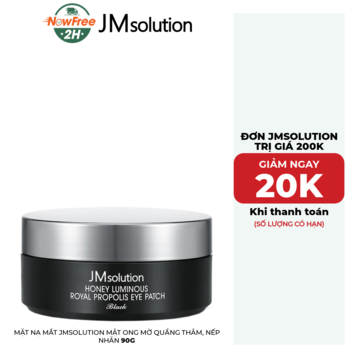 NowFree
2H
JMsolution
ĐƠN JMSOLUTION
TRỊ GIÁ 200K
GIẢM NGAY
20K
Khi thanh toán
(SỐ LƯỢNG CÓ HẠN)
JMsolution
HONEY LUMINOUS
ROYAL PROPOLIS EYE PATCH
Black
MẶT NẠ MẮT JMSOLUTION MẬT ONG MỜ QUẦNG THÂM, NẾP
NHĂN 90G